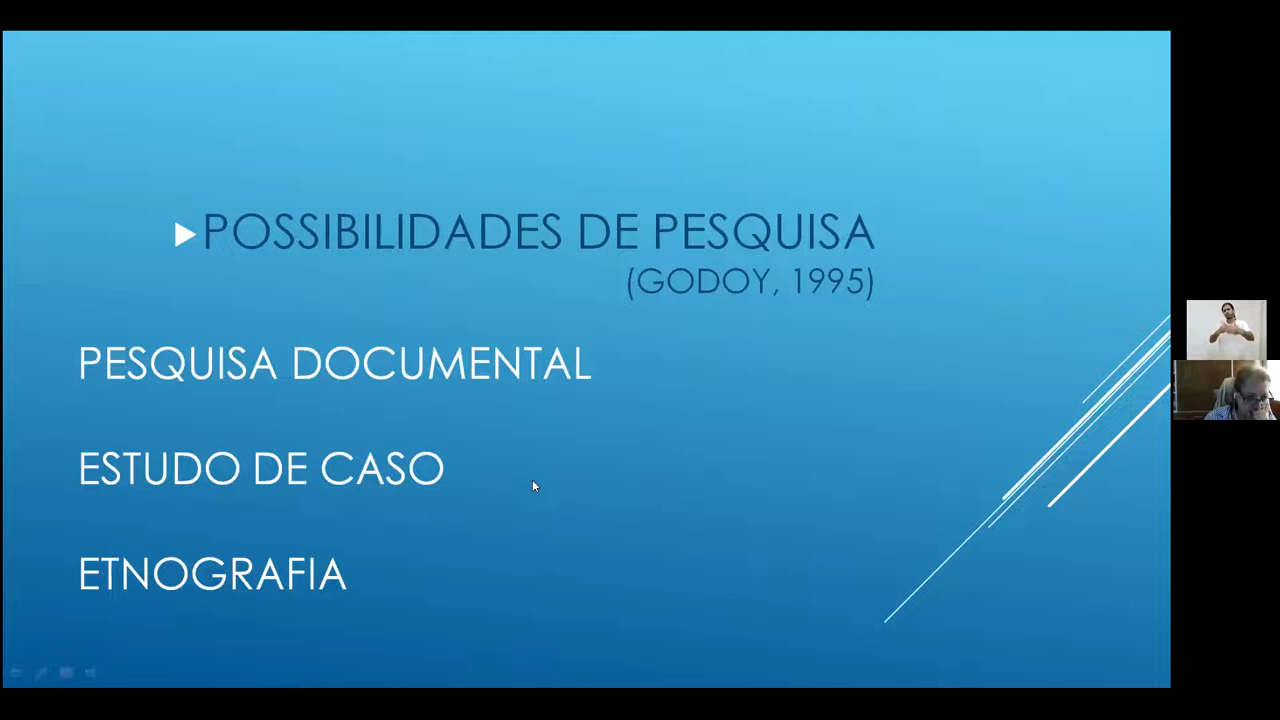 POSSIBILIDADES DE PESQUISA
(GODOY, 1995)
PESQUISA DOCUMENTAL
ESTUDO DE CASO
ETNOGRAFIA